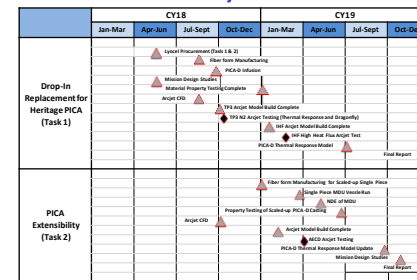 CY18 CY19
Jan-Mar Apr-Jun Jul-Sept Oct-Dec Jan-Mar Apr-Jun Jul-Sept Oct-De
Drop-In
Replacement for
Heritage PICA
(Task 1)
Lyocel Procurement (Task 1 & 2)
Fiber form Manufacturing
PICA-D Infusion
Mission Design Studies
Material Property Testing Complete
Arcjet CFD
TP3 Arcjet Model Build Complete
TP3 N2 Arcjet Testing (Thermal Response and Dragonfly)
IHF Arcjet Model Build Complete
IHF High Heat Flux Arcjet Test
PICA-D Thermal Response Model
Final Report
PICA
Extensibility
(Task 2)
Fiber form Manufacturing for Scaled-up Single Piece
Single Piece MDU Verssle Run
NDE of MDU
Property Testing of Scaled-up PICA-D Casting
Arcjet CFD
Arcjet Model Build Complete
AECD Arcjet Testing
PICA-D Thermal Response Model Update
Mission Design Studies
Final Report